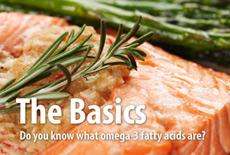 The Basics
Do you know what omega-3 fatty acids are?